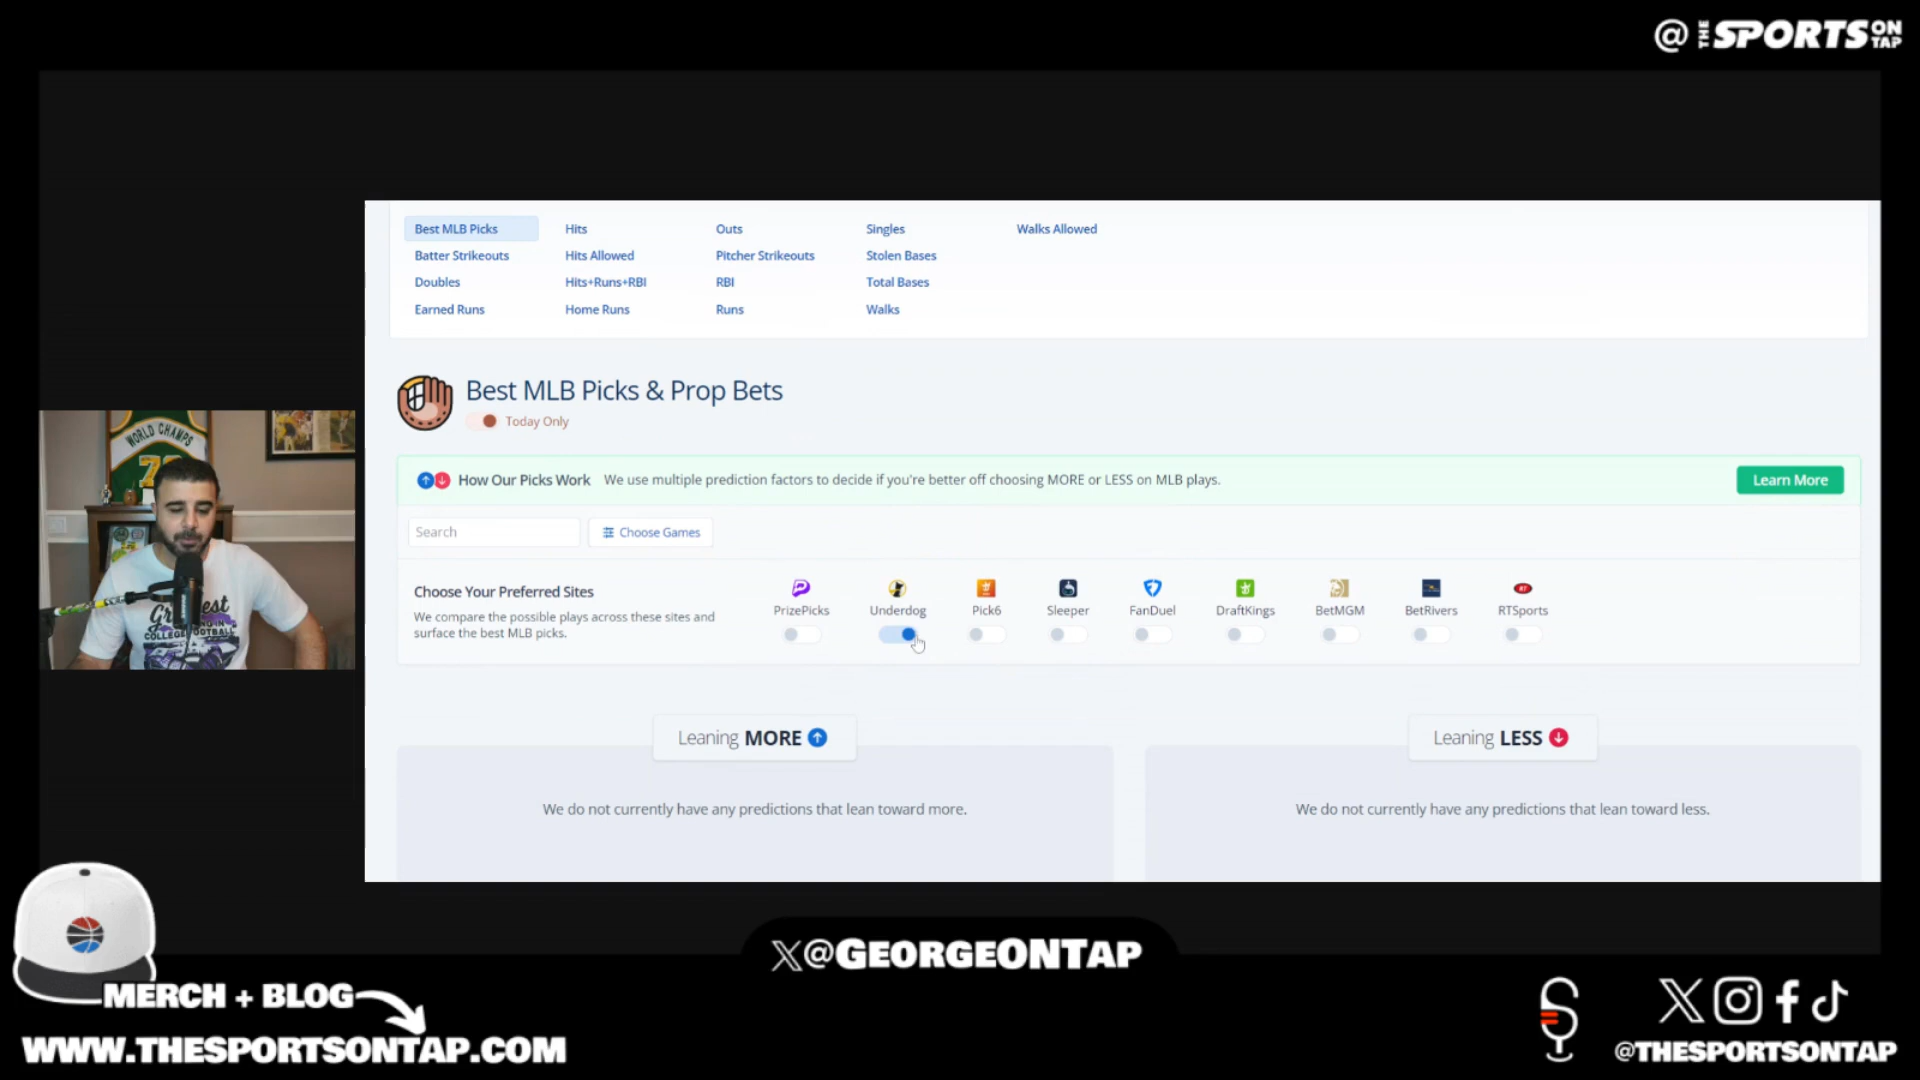 @ THE SPORTS ON TAP
Best MLB Picks
Hits
Outs
Singles
Walks Allowed
Batter Strikeouts
Hits Allowed
Pitcher Strikeouts
Stolen Bases
Doubles
Hits+Runs+RBI
RBI
Total Bases
Earned Runs
Home Runs
Runs
Walks
Best MLB Picks & Prop Bets
Today Only
How Our Picks Work We use multiple prediction factors to decide if you're better off choosing MORE or LESS on MLB plays.
Learn More
Search
Choose Games
Choose Your Preferred Sites
We compare the possible plays across these sites and
surface the best MLB picks.
PrizePicks
Underdog
Pick6
Sleeper
FanDuel
DraftKings
BetMGM
BetRivers
RTSports
Leaning MORE
Leaning LESS
We do not currently have any predictions that lean toward more.
We do not currently have any predictions that lean toward less.
WORLD CHAMPS
COLLEGE FOOTBALL
X@GEORGEONTAP
MERCH + BLOG
WWW.THESPORTSONTAP.COM
@THESPORTSONTAP